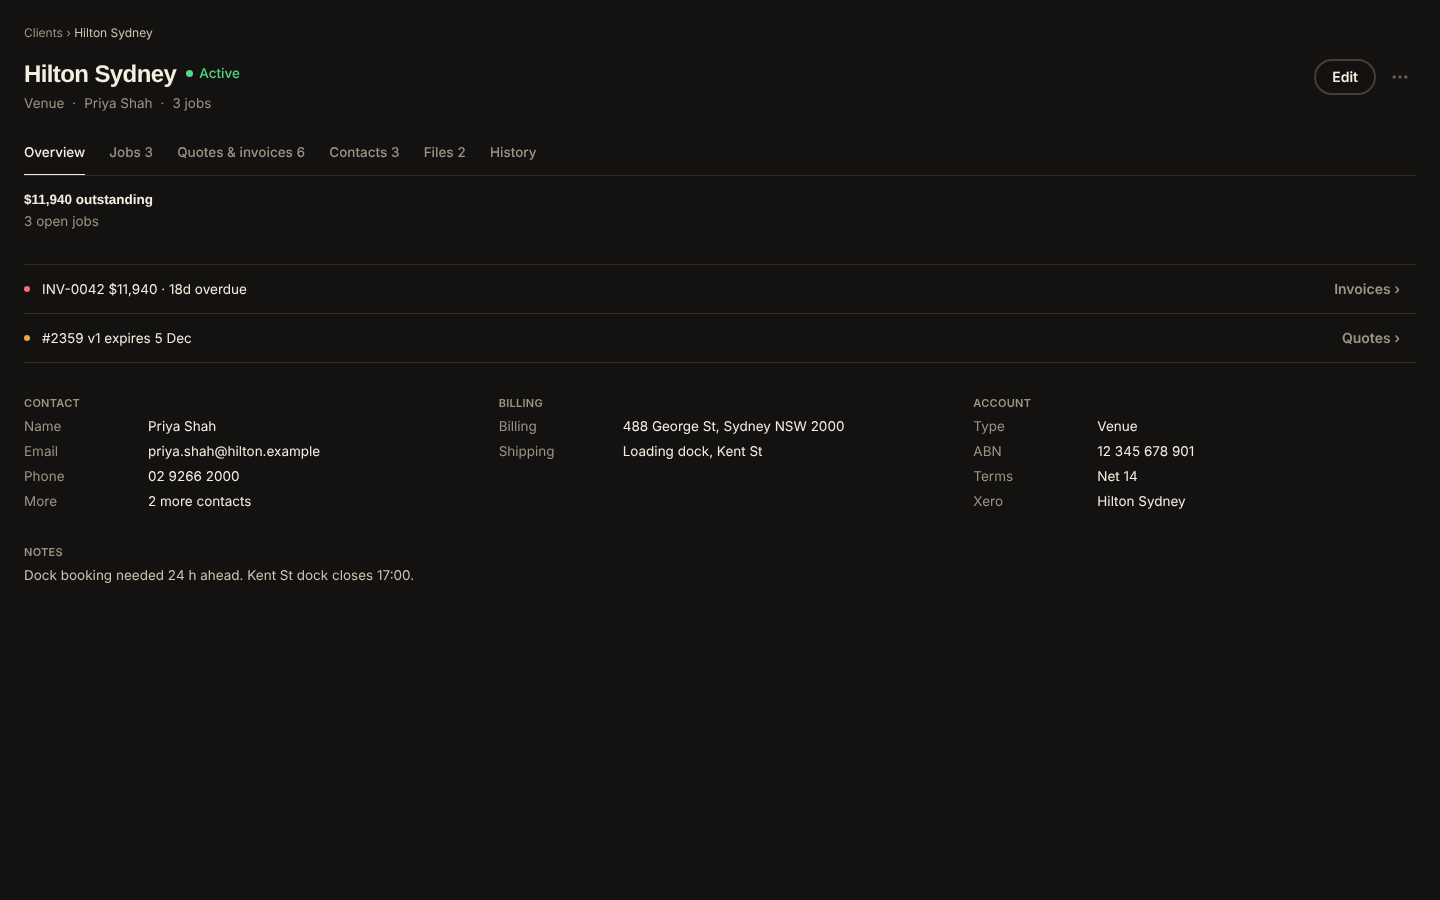 Clients › Hilton Sydney
Hilton Sydney Active
Edit ···
Venue · Priya Shah · 3 jobs
Overview Jobs 3 Quotes & invoices 6 Contacts 3 Files 2 History
$11,940 outstanding
3 open jobs
INV-0042 $11,940 · 18d overdue Invoices ›
#2359 v1 expires 5 Dec Quotes ›
CONTACT
Name Priya Shah
Email priya.shah@hilton.example
Phone 02 9266 2000
More 2 more contacts
BILLING
Billing 488 George St, Sydney NSW 2000
Shipping Loading dock, Kent St
ACCOUNT
Type Venue
ABN 12 345 678 901
Terms Net 14
Xero Hilton Sydney
NOTES
Dock booking needed 24 h ahead. Kent St dock closes 17:00.